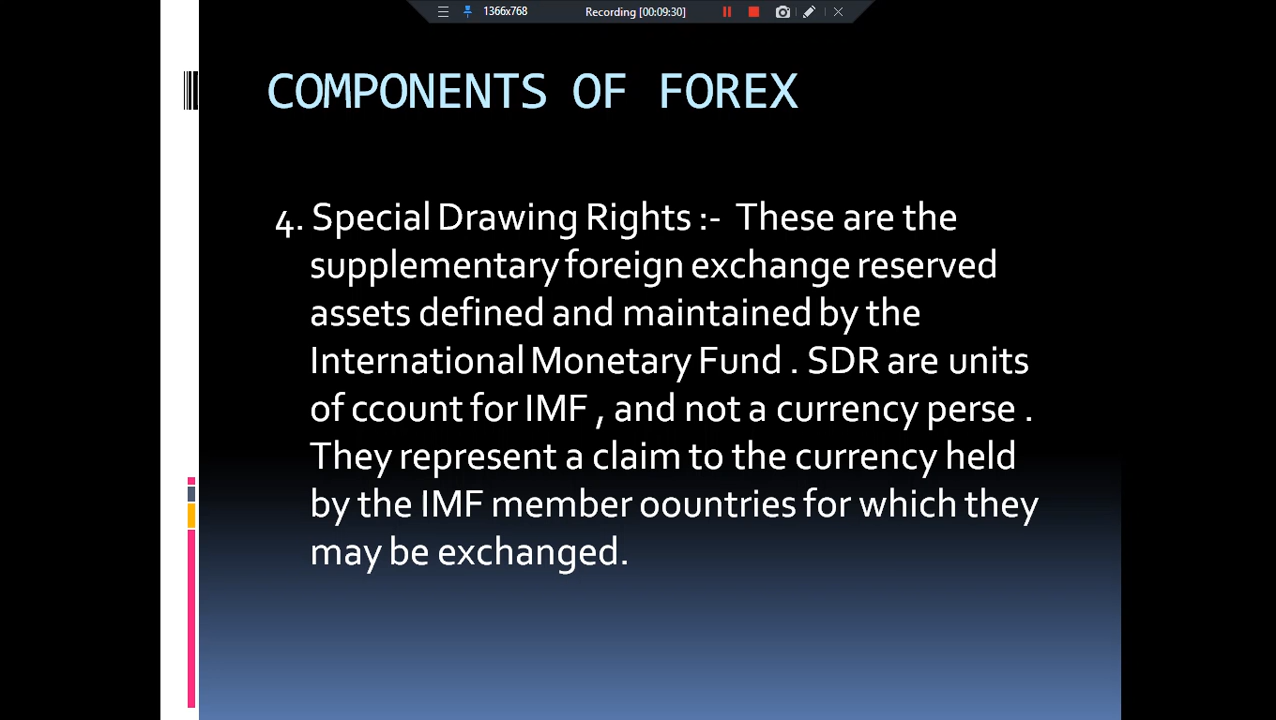 1366x768 Recording [00:09:30]
COMPONENTS OF FOREX
4. Special Drawing Rights :- These are the
supplementary foreign exchange reserved
assets defined and maintained by the
International Monetary Fund . SDR are units
of ccount for IMF , and not a currency perse .
They represent a claim to the currency held
by the IMF member oountries for which they
may be exchanged.